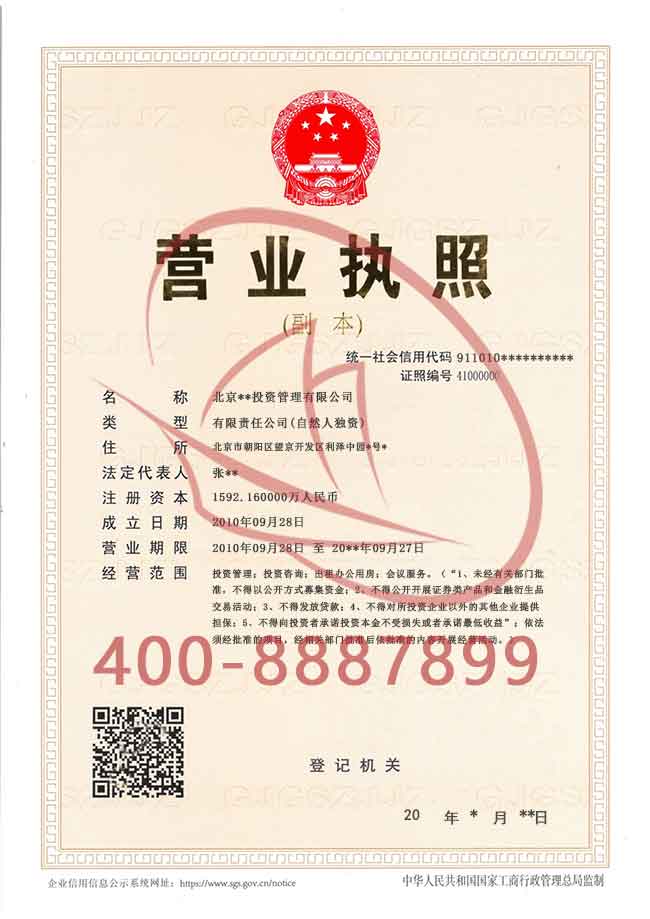 营业执照
(副本)
统一社会信用代码 911010**********
证照编号 41000000
名称 北京**投资管理有限公司
类型 有限责任公司(自然人独资)
住所 北京市朝阳区望京开发区利泽中园*号*
法定代表人 张**
注册资本 1592.160000万人民币
成立日期 2010年09月28日
营业期限 2010年09月28日 至 20**年09月27日
经营范围 投资管理；投资咨询；出租办公用房；会议服务。（“1、未经有关部门批
准，不得以公开方式募集资金；2、不得公开开展证券类产品和金融衍生品
交易活动；3、不得发放贷款；4、不得对所投资企业以外的其他企业提供
担保；5、不得向投资者承诺投资本金不受损失或者承诺最低收益”；依法
须经批准的项目，经相关部门批准后依批准的内容开展经营活动。）
400-8887899
登记机关
20 年 * 月 **日
企业信用信息公示系统网址：https://www.sgs.gov.cn/notice
中华人民共和国国家工商行政管理总局监制